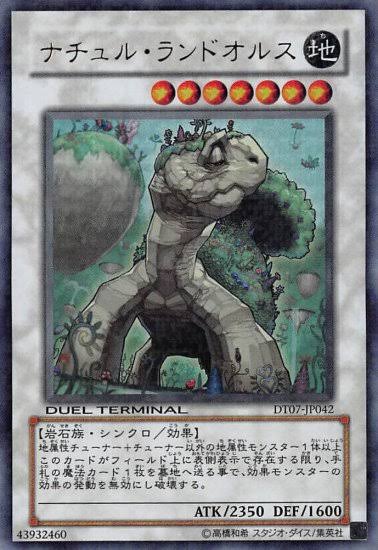 ナチュル・ランドオルス
地
DUEL TERMINAL
DT07-JP042
【岩石族・シンクロ/効果】
地属性チューナー+チューナー以外の地属性モンスター1体以上
このカードがフィールド上に表側表示で存在する限り、手
札の魔法カード1枚を墓地へ送る事で、効果モンスターの
効果の発動を無効にし破壊する。
ATK/2350 DEF/1600
43932460
©高橋和希 スタジオ・ダイス/集英社